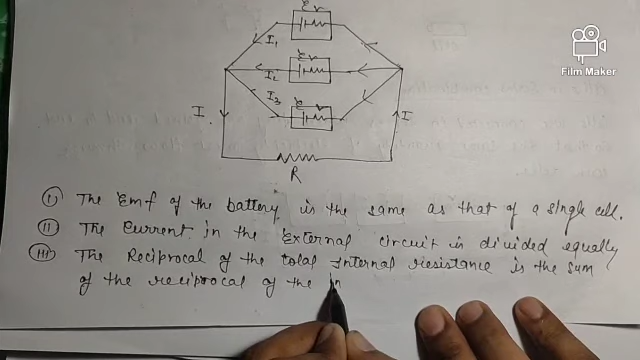 Film Maker
E r
I1
E r
I2
E r
I3
I.
I
R
(I) The Emf of the battery is the same as that of a single cell.
(II) The Current in the External circuit is divided equally
(III) The Reciprocal of the total Internal resistance is the sum
of the reciprocal of the in